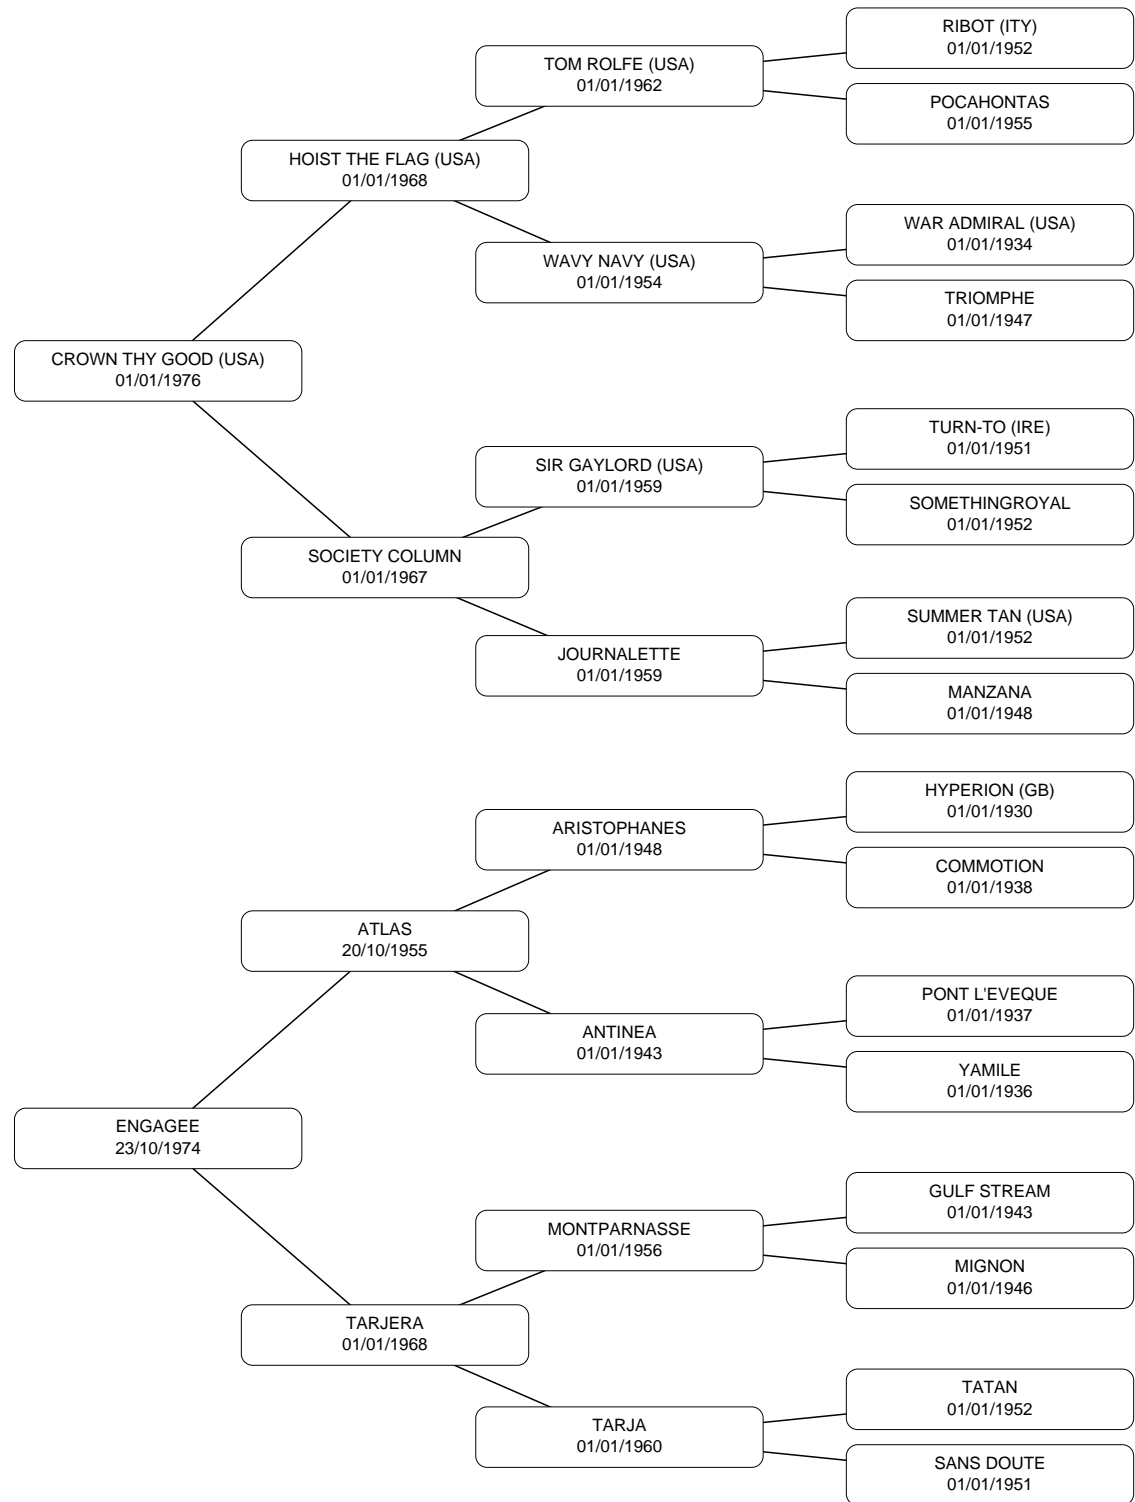 RIBOT (ITY)
01/01/1952
TOM ROLFE (USA)
01/01/1962
POCAHONTAS
01/01/1955
HOIST THE FLAG (USA)
01/01/1968
WAR ADMIRAL (USA)
01/01/1934
WAVY NAVY (USA)
01/01/1954
TRIOMPHE
01/01/1947
CROWN THY GOOD (USA)
01/01/1976
TURN-TO (IRE)
01/01/1951
SIR GAYLORD (USA)
01/01/1959
SOMETHINGROYAL
01/01/1952
SOCIETY COLUMN
01/01/1967
SUMMER TAN (USA)
01/01/1952
JOURNALETTE
01/01/1959
MANZANA
01/01/1948
HYPERION (GB)
01/01/1930
ARISTOPHANES
01/01/1948
COMMOTION
01/01/1938
ATLAS
20/10/1955
PONT L'EVEQUE
01/01/1937
ANTINEA
01/01/1943
YAMILE
01/01/1936
ENGAGEE
23/10/1974
GULF STREAM
01/01/1943
MONTPARNASSE
01/01/1956
MIGNON
01/01/1946
TARJERA
01/01/1968
TATAN
01/01/1952
TARJA
01/01/1960
SANS DOUTE
01/01/1951